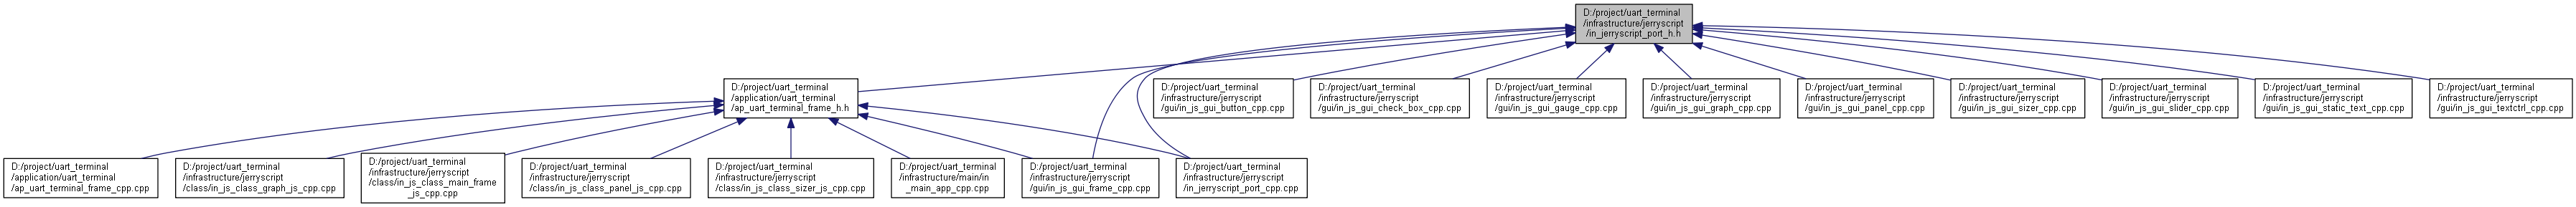 D:/project/uart_terminal
/infrastructure/jerryscript
/in_jerryscript_port_h.h
D:/project/uart_terminal
/application/uart_terminal
/ap_uart_terminal_frame_h.h
D:/project/uart_terminal
/infrastructure/jerryscript
/gui/in_js_gui_button_cpp.cpp
D:/project/uart_terminal
/infrastructure/jerryscript
/gui/in_js_gui_check_box_cpp.cpp
D:/project/uart_terminal
/infrastructure/jerryscript
/gui/in_js_gui_gauge_cpp.cpp
D:/project/uart_terminal
/infrastructure/jerryscript
/gui/in_js_gui_graph_cpp.cpp
D:/project/uart_terminal
/infrastructure/jerryscript
/gui/in_js_gui_panel_cpp.cpp
D:/project/uart_terminal
/infrastructure/jerryscript
/gui/in_js_gui_sizer_cpp.cpp
D:/project/uart_terminal
/infrastructure/jerryscript
/gui/in_js_gui_slider_cpp.cpp
D:/project/uart_terminal
/infrastructure/jerryscript
/gui/in_js_gui_static_text_cpp.cpp
D:/project/uart_terminal
/infrastructure/jerryscript
/gui/in_js_gui_textctrl_cpp.cpp
D:/project/uart_terminal
/application/uart_terminal
/ap_uart_terminal_frame_cpp.cpp
D:/project/uart_terminal
/infrastructure/jerryscript
/class/in_js_class_graph_js_cpp.cpp
D:/project/uart_terminal
/infrastructure/jerryscript
/class/in_js_class_main_frame
_js_cpp.cpp
D:/project/uart_terminal
/infrastructure/jerryscript
/class/in_js_class_panel_js_cpp.cpp
D:/project/uart_terminal
/infrastructure/jerryscript
/class/in_js_class_sizer_js_cpp.cpp
D:/project/uart_terminal
/infrastructure/main/in
_main_app_cpp.cpp
D:/project/uart_terminal
/infrastructure/jerryscript
/gui/in_js_gui_frame_cpp.cpp
D:/project/uart_terminal
/infrastructure/jerryscript
/in_jerryscript_port_cpp.cpp